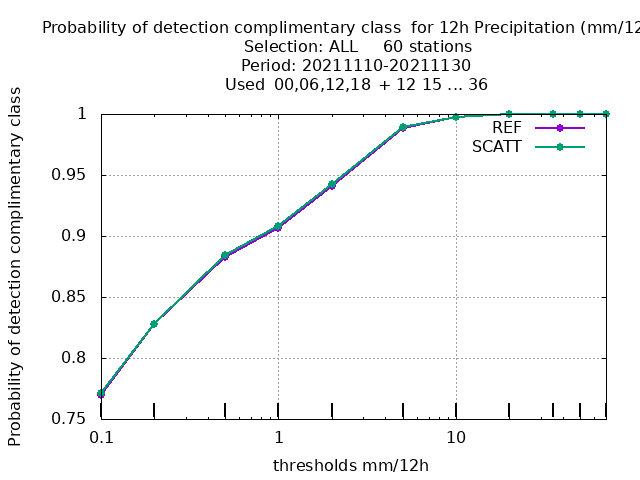 Probability of detection complimentary class for 12h Precipitation (mm/12
Selection: ALL 60 stations
Period: 20211110-20211130
Used 00,06,12,18 + 12 15 ... 36
Probability of detection complimentary class
1
0.95
0.9
0.85
0.8
0.75
REF
SCATT
0.1
1
10
thresholds mm/12h